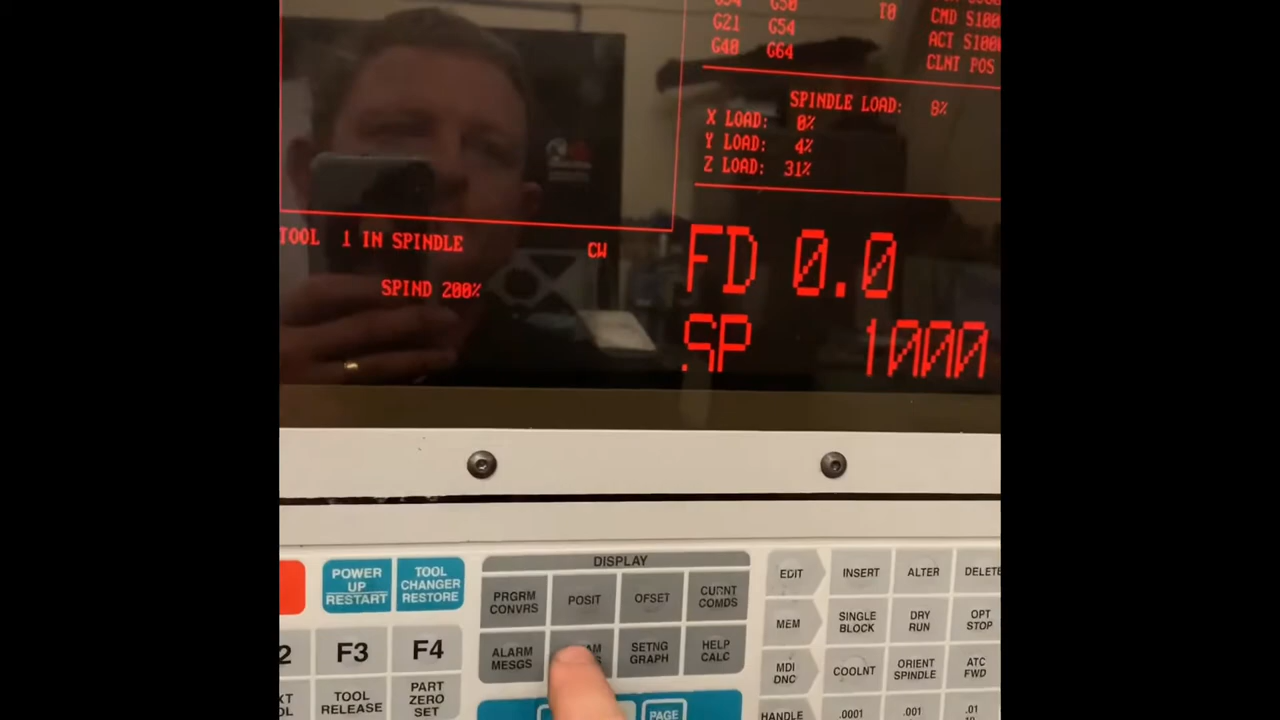 G54 G50
G21 G54 T0 CMD S100
G40 G64 ACT S100
CLNT POS
SPINDLE LOAD: 8%
X LOAD: 0%
Y LOAD: 4%
Z LOAD: 31%
TOOL 1 IN SPINDLE CW
SPIND 200%
FD 0.0
SP 1000
DISPLAY
POWER UP RESTART
TOOL CHANGER RESTORE
PRGRM CONVRS
POSIT
OFSET
CURNT COMDS
EDIT
INSERT
ALTER
DELETE
ALARM MESGS
SETNG GRAPH
HELP CALC
MEM
SINGLE BLOCK
DRY RUN
OPT STOP
2
F3
F4
MDI DNC
COOLNT
ORIENT SPINDLE
ATC FWD
TOOL RELEASE
PART ZERO SET
PAGE
HANDLE
.0001
.001
.01